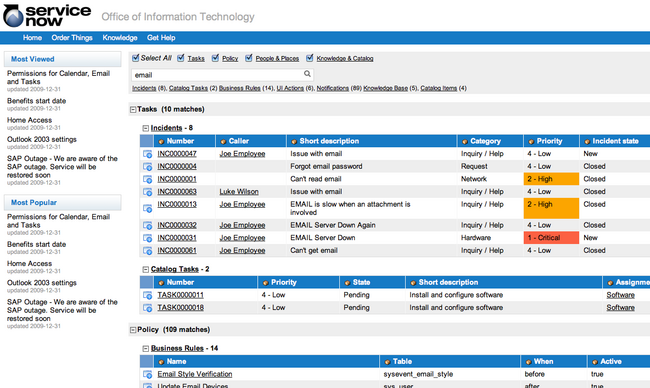 service now
Office of Information Technology
Home Order Things Knowledge Get Help
Most Viewed
Permissions for Calendar, Email
and Tasks
updated 2009-12-31
Benefits start date
updated 2009-12-31
Home Access
updated 2009-12-31
Outlook 2003 settings
updated 2009-12-31
SAP Outage - We are aware of the
SAP outage. Service will be
restored soon
updated 2009-12-31
Most Popular
Permissions for Calendar, Email
and Tasks
updated 2009-12-31
Benefits start date
updated 2009-12-31
Home Access
updated 2009-12-31
Outlook 2003 settings
updated 2009-12-31
SAP Outage - We are aware of the
SAP outage. Service will be
restored soon
updated 2009-12-31
Select All Tasks Policy People & Places Knowledge & Catalog
email
Incidents (8), Catalog Tasks (2) Business Rules (14), UI Actions (6), Notifications (89) Knowledge Base (5), Catalog Items (4)
Tasks (10 matches)
Incidents - 8
Number Caller Short description Category Priority Incident state
INC0000047 Joe Employee Issue with email Inquiry / Help 4 - Low New
INC0000004 Forgot email password Request 4 - Low Closed
INC0000001 Can't read email Network 2 - High Closed
INC0000063 Luke Wilson Issue with email Inquiry / Help 4 - Low Closed
INC0000013 Joe Employee EMAIL is slow when an attachment is involved Inquiry / Help 2 - High Closed
INC0000032 Joe Employee EMAIL Server Down Again Inquiry / Help 4 - Low Closed
INC0000031 Joe Employee EMAIL Server Down Hardware 1 - Critical New
INC0000061 Joe Employee Can't get email Inquiry / Help 4 - Low Closed
Catalog Tasks - 2
Number Priority State Short description Assignm
TASK0000011 4 - Low Pending Install and configure software Software
TASK0000018 4 - Low Pending Install and configure software Software
Policy (109 matches)
Business Rules - 14
Name Table When Active
Email Style Verification sysevent_email_style before true
Update Email Devices sys_user after true